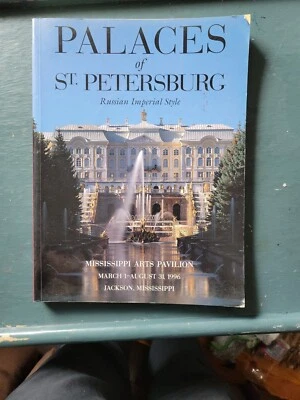 PALACES
of
ST. PETERSBURG
Russian Imperial Style
MISSISSIPPI ARTS PAVILION
MARCH 1 - AUGUST 31, 1996
JACKSON, MISSISSIPPI